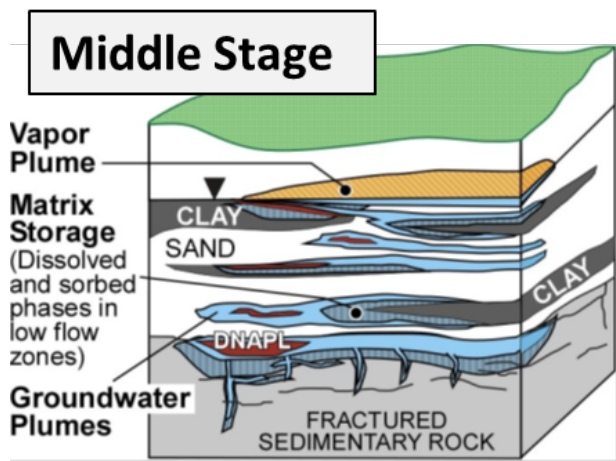 Middle Stage
Vapor
Plume
Matrix
Storage
(Dissolved
and sorbed
phases in
low flow
zones)
Groundwater
Plumes
CLAY
SAND
CLAY
DNAPL
FRACTURED
SEDIMENTARY ROCK